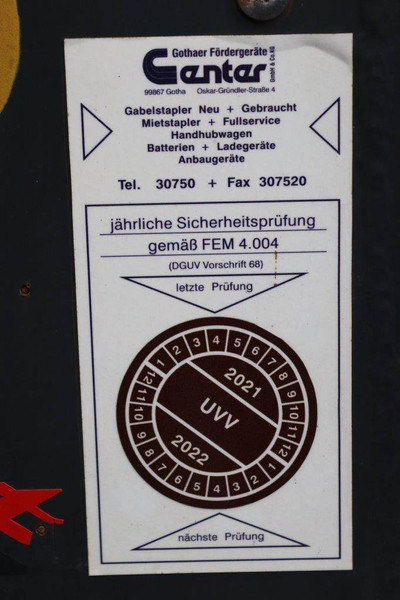 Gothaer Fördergeräte
Center GmbH & Co.KG
99867 Gotha Oskar-Gründler-Straße 4
Gabelstapler Neu + Gebraucht
Mietstapler + Fullservice
Handhubwagen
Batterien + Ladegeräte
Anbaugeräte
Tel. 30750 + Fax 307520
jährliche Sicherheitsprüfung
gemäß FEM 4.004
(DGUV Vorschrift 68)
letzte Prüfung
1 2 3 4 5 6 7 8 9 10 11 12
2021
UVV
2022
1 2 3 4 5 6 7 8 9 10 11 12
nächste Prüfung